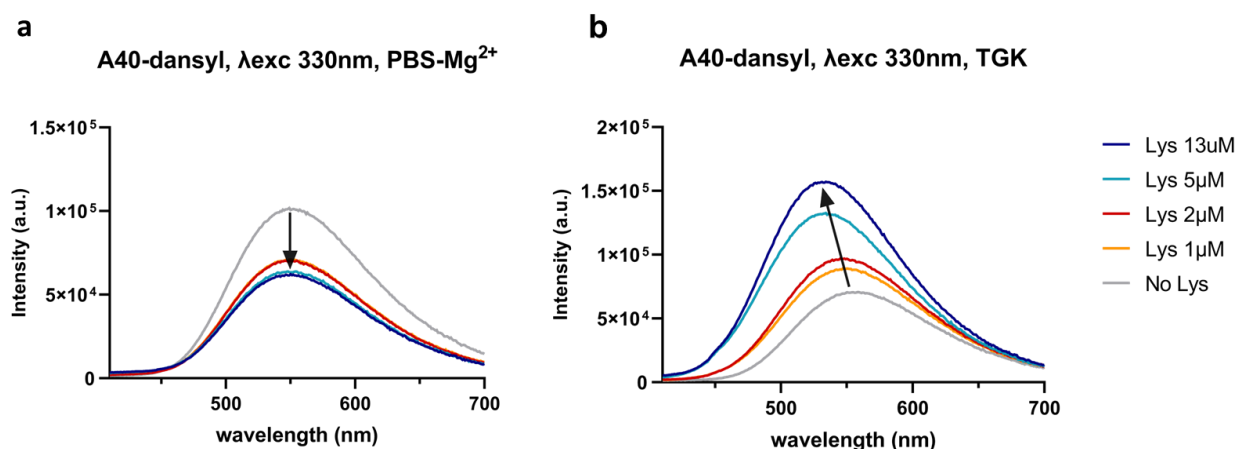 a
A40-dansyl, λexc 330nm, PBS-Mg²⁺
1.5×10⁵
1×10⁵
5×10⁴
0
Intensity (a.u.)
500
600
700
wavelength (nm)
b
A40-dansyl, λexc 330nm, TGK
2×10⁵
1.5×10⁵
1×10⁵
5×10⁴
0
Intensity (a.u.)
500
600
700
wavelength (nm)
Lys 13uM
Lys 5μM
Lys 2μM
Lys 1μM
No Lys